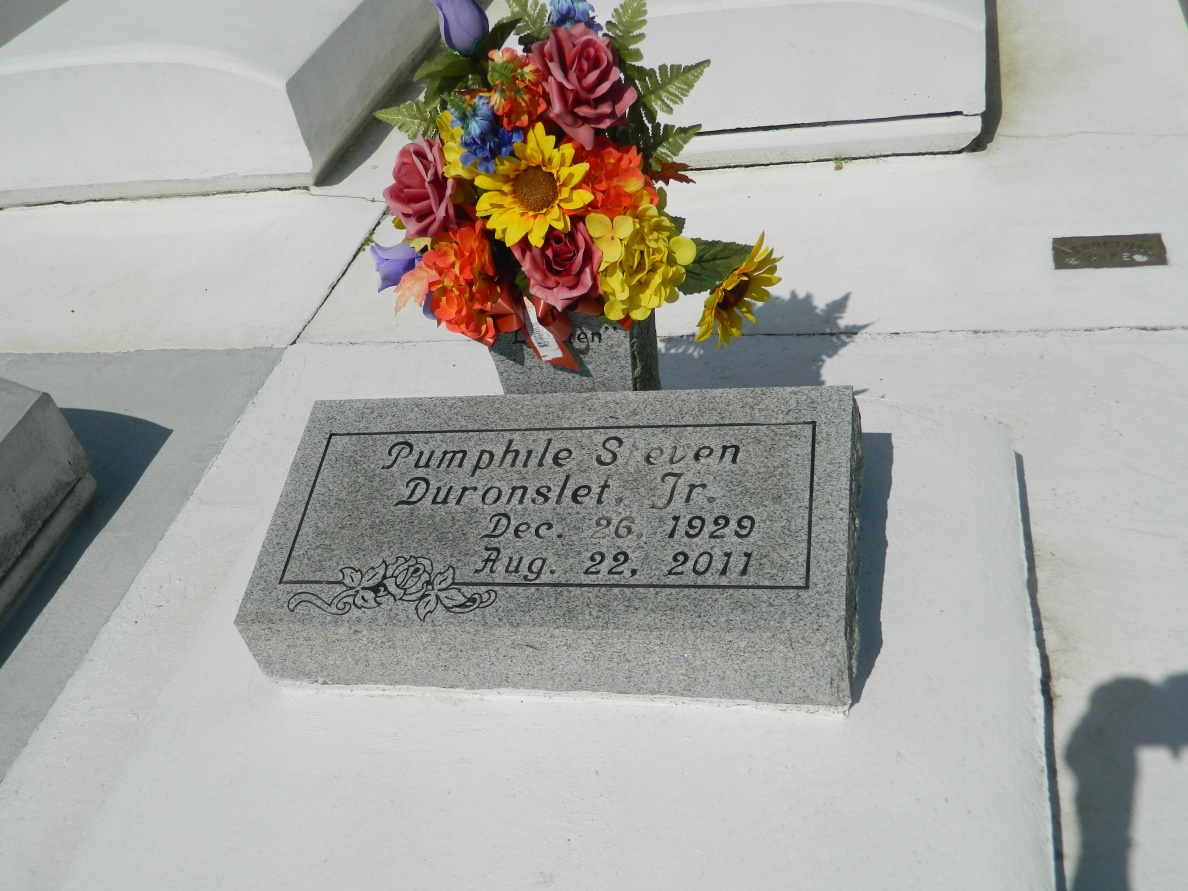 Pumphile Steven
Duronslet, Jr.
Dec. 26, 1929
Aug. 22, 2011